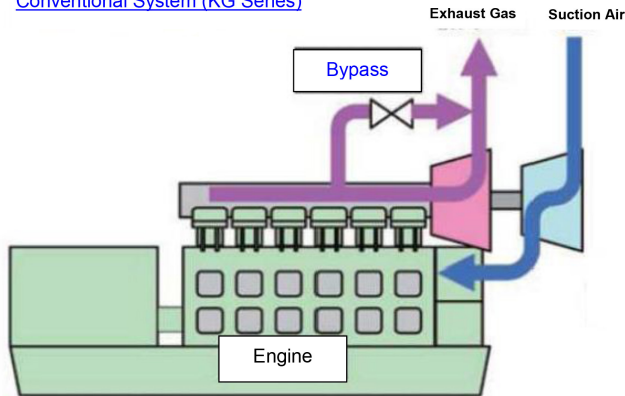 Conventional System (KG Series)
Exhaust Gas
Suction Air
Bypass
Engine